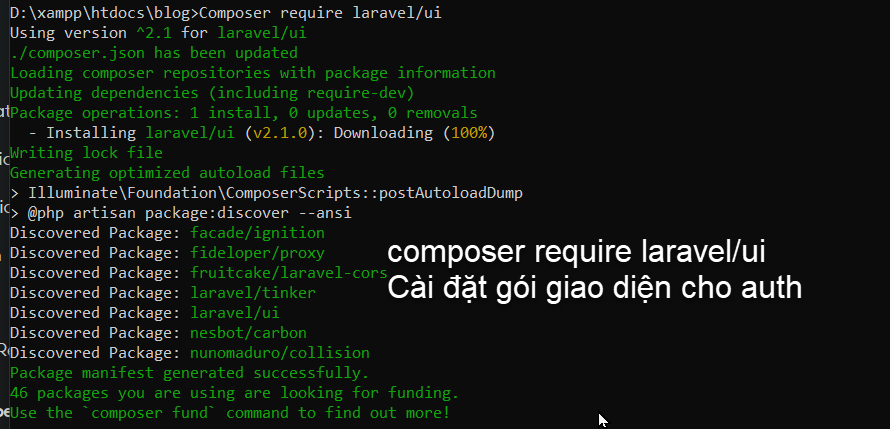 D:\xampp\htdocs\blog>Composer require laravel/ui
Using version ^2.1 for laravel/ui
./composer.json has been updated
Loading composer repositories with package information
Updating dependencies (including require-dev)
Package operations: 1 install, 0 updates, 0 removals
  - Installing laravel/ui (v2.1.0): Downloading (100%)
Writing lock file
Generating optimized autoload files
> Illuminate\Foundation\ComposerScripts::postAutoloadDump
> @php artisan package:discover --ansi
Discovered Package: facade/ignition
Discovered Package: fideloper/proxy
Discovered Package: fruitcake/laravel-cors
Discovered Package: laravel/tinker
Discovered Package: laravel/ui
Discovered Package: nesbot/carbon
Discovered Package: nunomaduro/collision
Package manifest generated successfully.
46 packages you are using are looking for funding.
Use the `composer fund` command to find out more!
composer require laravel/ui
Cài đặt gói giao diện cho auth